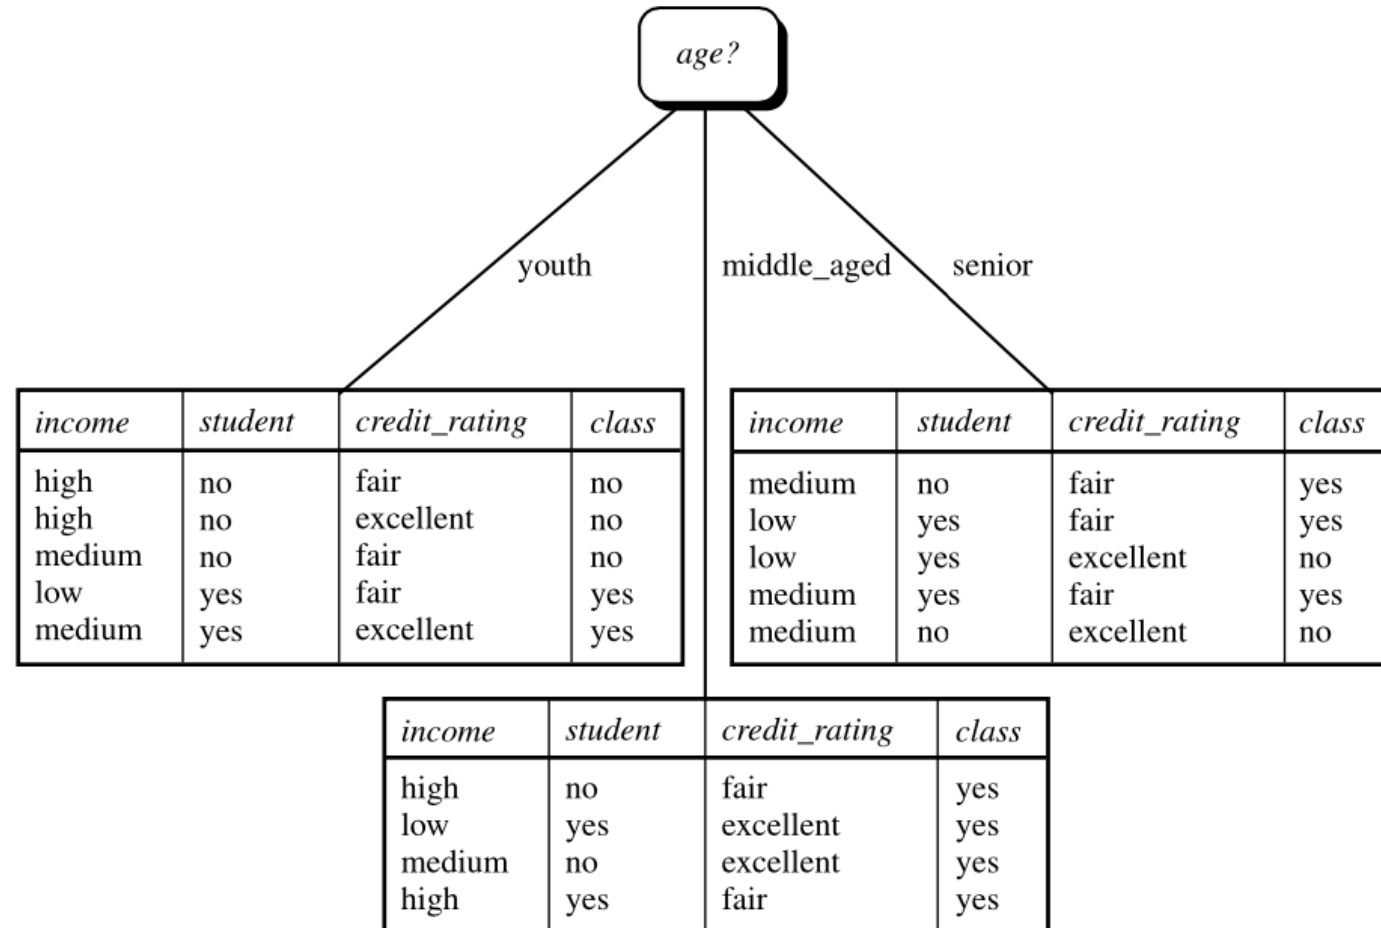 age?
youth
middle_aged
senior
income student credit_rating class
high no fair no
high no excellent no
medium no fair no
low yes fair yes
medium yes excellent yes
income student credit_rating class
medium no fair yes
low yes fair yes
low yes excellent no
medium yes fair yes
medium no excellent no
income student credit_rating class
high no fair yes
low yes excellent yes
medium no excellent yes
high yes fair yes